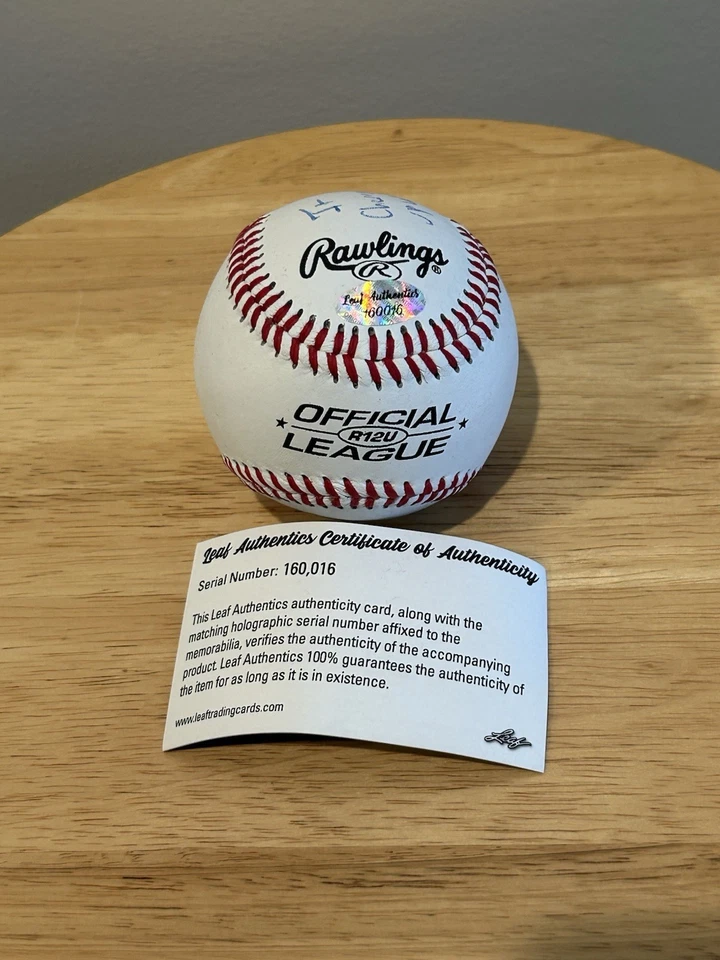 Rawlings®
R
Leaf Authentics
160016
OFFICIAL
R12U
LEAGUE
Leaf Authentics Certificate of Authenticity
Serial Number: 160,016
This Leaf Authentics authenticity card, along with the
matching holographic serial number affixed to the
memorabilia, verifies the authenticity of the accompanying
product. Leaf Authentics 100% guarantees the authenticity of
the item for as long as it is in existence.
www.leaftradingcards.com
Leaf